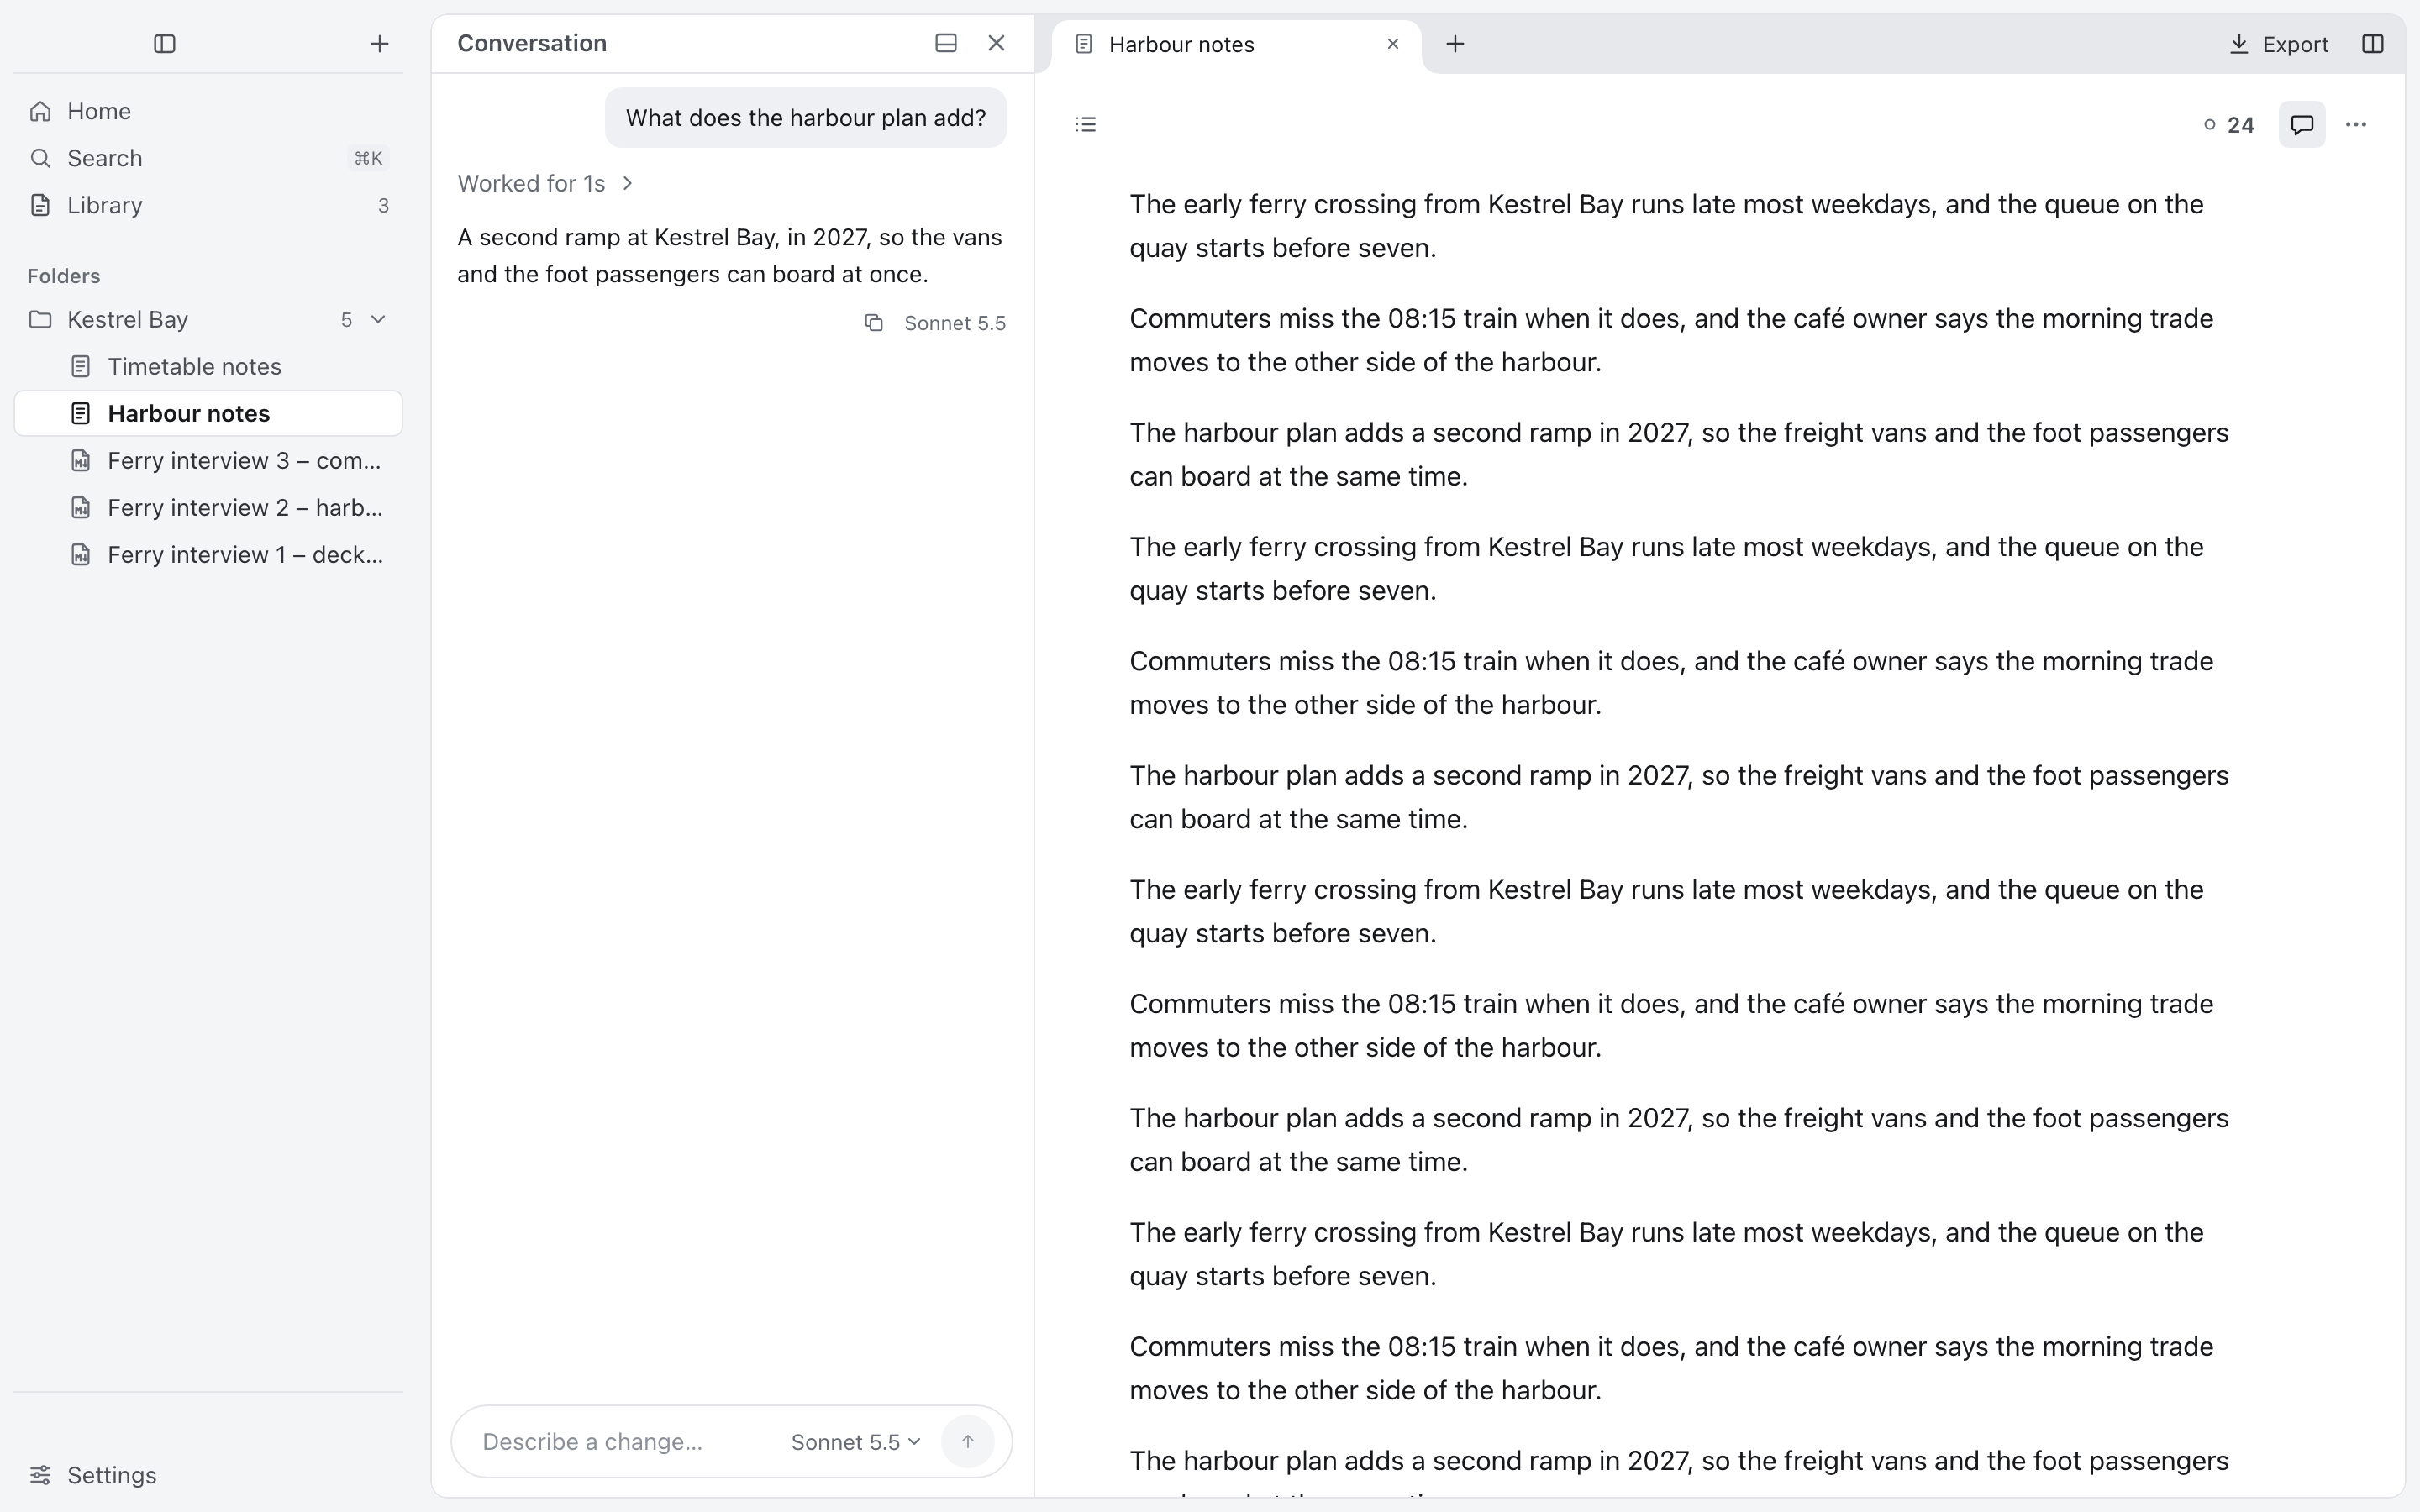 Home
Search ⌘K
Library 3
Folders
Kestrel Bay 5
Timetable notes
Harbour notes
Ferry interview 3 – com...
Ferry interview 2 – harb...
Ferry interview 1 – deck...
Settings
Conversation
What does the harbour plan add?
Worked for 1s
A second ramp at Kestrel Bay, in 2027, so the vans
and the foot passengers can board at once.
Sonnet 5.5
Describe a change...
Sonnet 5.5
Harbour notes
Export
24
The early ferry crossing from Kestrel Bay runs late most weekdays, and the queue on the
quay starts before seven.
Commuters miss the 08:15 train when it does, and the café owner says the morning trade
moves to the other side of the harbour.
The harbour plan adds a second ramp in 2027, so the freight vans and the foot passengers
can board at the same time.
The early ferry crossing from Kestrel Bay runs late most weekdays, and the queue on the
quay starts before seven.
Commuters miss the 08:15 train when it does, and the café owner says the morning trade
moves to the other side of the harbour.
The harbour plan adds a second ramp in 2027, so the freight vans and the foot passengers
can board at the same time.
The early ferry crossing from Kestrel Bay runs late most weekdays, and the queue on the
quay starts before seven.
Commuters miss the 08:15 train when it does, and the café owner says the morning trade
moves to the other side of the harbour.
The harbour plan adds a second ramp in 2027, so the freight vans and the foot passengers
can board at the same time.
The early ferry crossing from Kestrel Bay runs late most weekdays, and the queue on the
quay starts before seven.
Commuters miss the 08:15 train when it does, and the café owner says the morning trade
moves to the other side of the harbour.
The harbour plan adds a second ramp in 2027, so the freight vans and the foot passengers